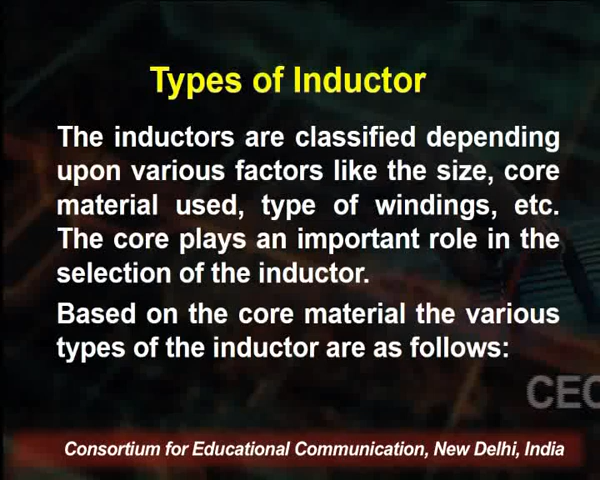 Types of Inductor
The inductors are classified depending
upon various factors like the size, core
material used, type of windings, etc.
The core plays an important role in the
selection of the inductor.
Based on the core material the various
types of the inductor are as follows:
CEC
Consortium for Educational Communication, New Delhi, India